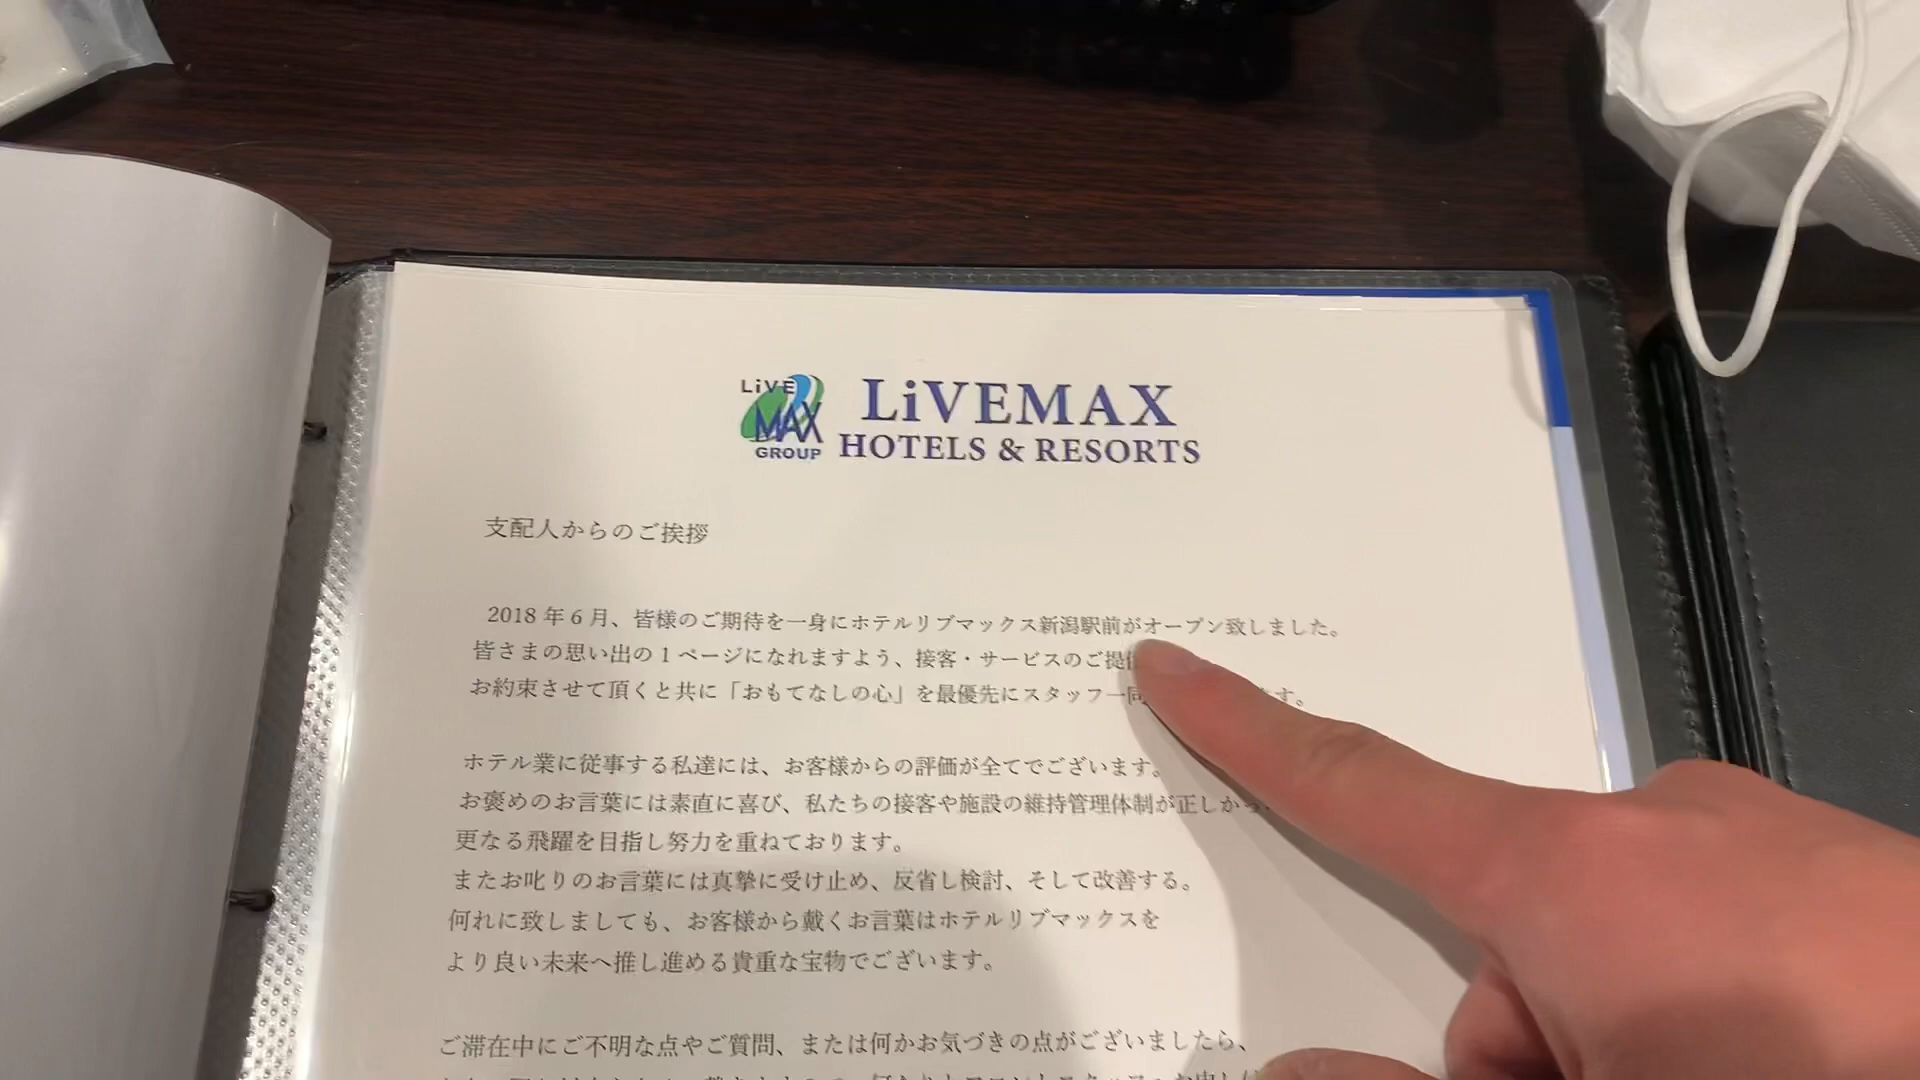 LiVE
MAX
GROUP
LiVEMAX
HOTELS & RESORTS
支配人からのご挨拶
2018年6月、皆様のご期待を一身にホテルリブマックス新潟駅前がオープン致しました。
皆さまの思い出の1ページになれますよう、接客・サービスのご提
お約束させて頂くと共に「おもてなしの心」を最優先にスタッフ一同 ます。
ホテル業に従事する私達には、お客様からの評価が全てでございます。
お褒めのお言葉には素直に喜び、私たちの接客や施設の維持管理体制が正しかっ
更なる飛躍を目指し努力を重ねております。
またお叱りのお言葉には真摯に受け止め、反省し検討、そして改善する。
何れに致しましても、お客様から戴くお言葉はホテルリブマックスを
より良い未来へ推し進める貴重な宝物でございます。
ご滞在中にご不明な点やご質問、または何かお気づきの点がございましたら、